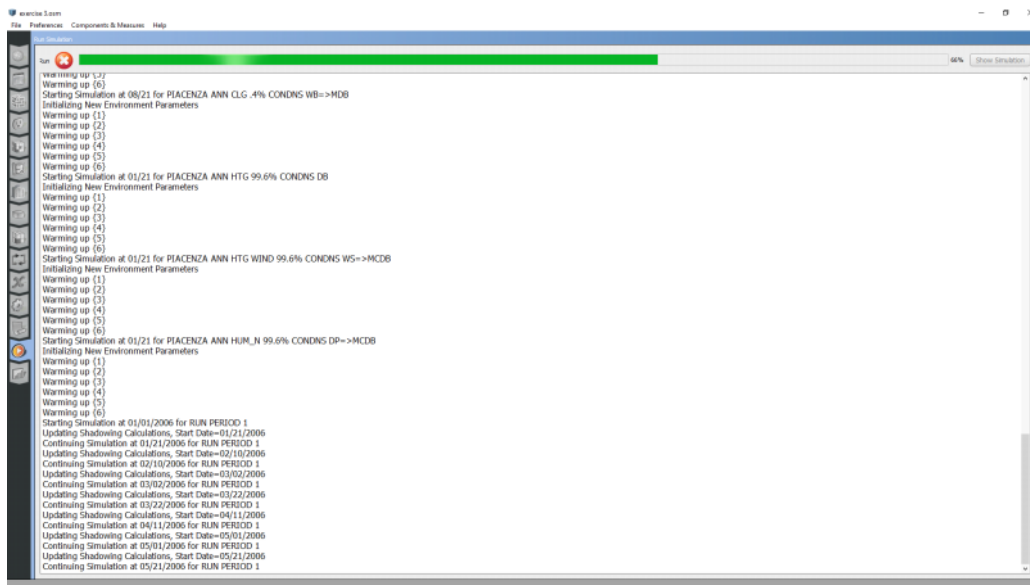 exercise 3.osm
File Preferences Components & Measures Help
Run Simulation
Run
66% Show Simulation
Warming up {5}
Warming up {6}
Starting Simulation at 08/21 for PIACENZA ANN CLG .4% CONDNS WB=>MDB
Initializing New Environment Parameters
Warming up {1}
Warming up {2}
Warming up {3}
Warming up {4}
Warming up {5}
Warming up {6}
Starting Simulation at 01/21 for PIACENZA ANN HTG 99.6% CONDNS DB
Initializing New Environment Parameters
Warming up {1}
Warming up {2}
Warming up {3}
Warming up {4}
Warming up {5}
Warming up {6}
Starting Simulation at 01/21 for PIACENZA ANN HTG WIND 99.6% CONDNS WS=>MCDB
Initializing New Environment Parameters
Warming up {1}
Warming up {2}
Warming up {3}
Warming up {4}
Warming up {5}
Warming up {6}
Starting Simulation at 01/21 for PIACENZA ANN HUM_N 99.6% CONDNS DP=>MCDB
Initializing New Environment Parameters
Warming up {1}
Warming up {2}
Warming up {3}
Warming up {4}
Warming up {5}
Warming up {6}
Starting Simulation at 01/01/2006 for RUN PERIOD 1
Updating Shadowing Calculations, Start Date=01/21/2006
Continuing Simulation at 01/21/2006 for RUN PERIOD 1
Updating Shadowing Calculations, Start Date=02/10/2006
Continuing Simulation at 02/10/2006 for RUN PERIOD 1
Updating Shadowing Calculations, Start Date=03/02/2006
Continuing Simulation at 03/02/2006 for RUN PERIOD 1
Updating Shadowing Calculations, Start Date=03/22/2006
Continuing Simulation at 03/22/2006 for RUN PERIOD 1
Updating Shadowing Calculations, Start Date=04/11/2006
Continuing Simulation at 04/11/2006 for RUN PERIOD 1
Updating Shadowing Calculations, Start Date=05/01/2006
Continuing Simulation at 05/01/2006 for RUN PERIOD 1
Updating Shadowing Calculations, Start Date=05/21/2006
Continuing Simulation at 05/21/2006 for RUN PERIOD 1